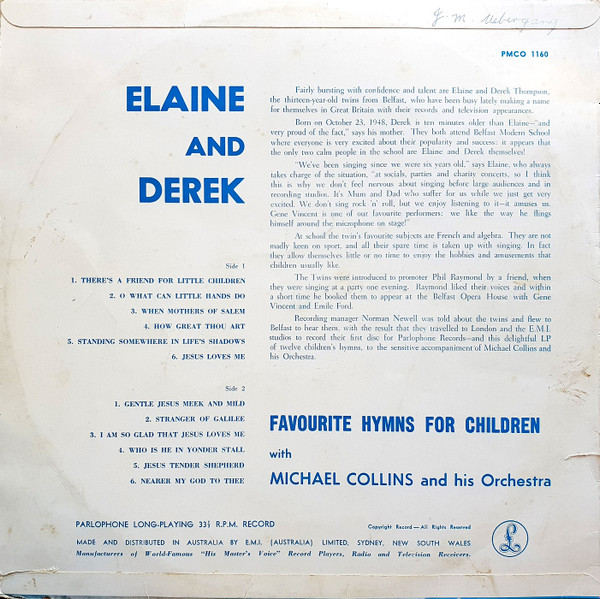 J. M. Uebergang
PMCO 1160
ELAINE
AND
DEREK
Fairly bursting with confidence and talent are Elaine and Derek Thompson,
the thirteen-year-old twins from Belfast, who have been busy lately making a name
for themselves in Great Britain with their records and television appearances.
Born on October 23, 1948, Derek is ten minutes older than Elaine—"and
very proud of the fact," says his mother. They both attend Belfast Modern School
where everyone is very excited about their popularity and success: it appears that
the only two calm people in the school are Elaine and Derek themselves!
"We've been singing since we were six years old," says Elaine, who always
takes charge of the situation, "at socials, parties and charity concerts, so I think
this is why we don't feel nervous about singing before large audiences and in
recording studios. It's Mum and Dad who suffer for us while we just get very
excited. We don't sing rock 'n' roll, but we enjoy listening to it—it amuses us.
Gene Vincent is one of our favourite performers: we like the way he flings
himself around the microphone on stage!"
At school the twin's favourite subjects are French and algebra. They are not
madly keen on sport, and all their spare time is taken up with singing. In fact
they allow themselves little or no time to enjoy the hobbies and amusements that
children usually like.
The Twins were introduced to promoter Phil Raymond by a friend, when
they were singing at a party one evening. Raymond liked their voices and within
a short time he booked them to appear at the Belfast Opera House with Gene
Vincent and Emile Ford.
Recording manager Norman Newell was told about the twins and flew to
Belfast to hear them, with the result that they travelled to London and the E.M.I.
studios to record their first disc for Parlophone Records—and this delightful LP
of twelve children's hymns, to the sensitive accompaniment of Michael Collins and
his Orchestra.
Side 1
1. THERE'S A FRIEND FOR LITTLE CHILDREN
2. O WHAT CAN LITTLE HANDS DO
3. WHEN MOTHERS OF SALEM
4. HOW GREAT THOU ART
5. STANDING SOMEWHERE IN LIFE'S SHADOWS
6. JESUS LOVES ME
Side 2
1. GENTLE JESUS MEEK AND MILD
2. STRANGER OF GALILEE
3. I AM SO GLAD THAT JESUS LOVES ME
4. WHO IS HE IN YONDER STALL
5. JESUS TENDER SHEPHERD
6. NEARER MY GOD TO THEE
FAVOURITE HYMNS FOR CHILDREN
with
MICHAEL COLLINS and his Orchestra
PARLOPHONE LONG-PLAYING 33⅓ R.P.M. RECORD
Copyright Record—All Rights Reserved
MADE AND DISTRIBUTED IN AUSTRALIA BY E.M.I. (AUSTRALIA) LIMITED, SYDNEY, NEW SOUTH WALES
Manufacturers of World-Famous "His Master's Voice" Record Players, Radio and Television Receivers.
£